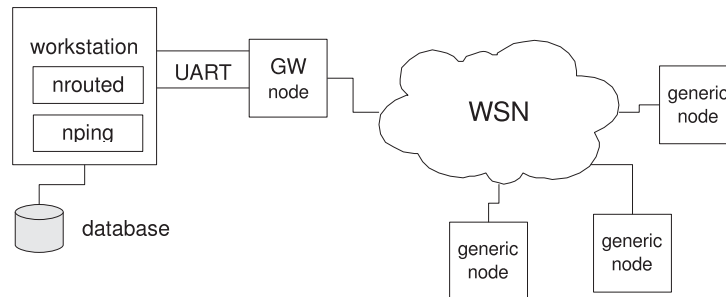 workstation
nrouted
nping
UART
GW
node
WSN
generic
node
database
generic
node
generic
node